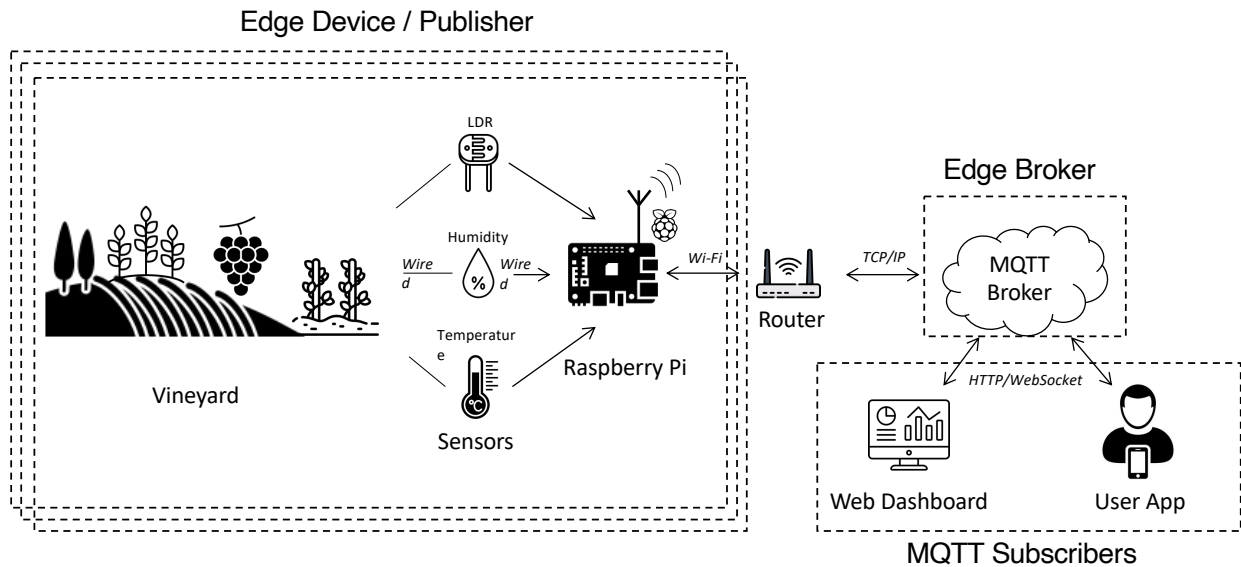 Edge Device / Publisher
LDR
Humidity
%
Wire
d
Wire
d
Temperatur
e
°C
Sensors
Vineyard
Raspberry Pi
Wi-Fi
Router
TCP/IP
Edge Broker
MQTT
Broker
HTTP/WebSocket
Web Dashboard
User App
MQTT Subscribers